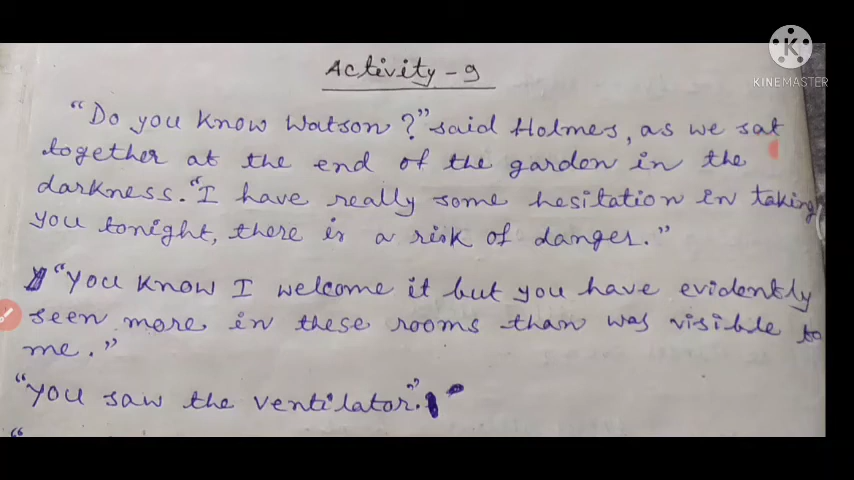 KINEMASTER
Activity - 9
"Do you know Watson?" said Holmes, as we sat
together at the end of the garden in the
darkness. "I have really some hesitation in taking
you tonight, there is a risk of danger."
"You know I welcome it but you have evidently
seen more in these rooms than was visible to
me."
"You saw the ventilator."